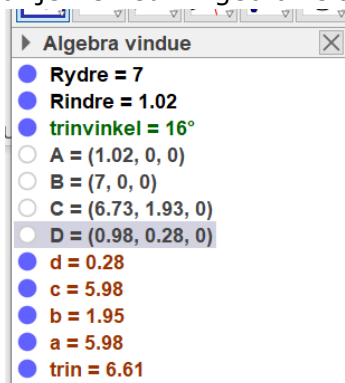 Algebra vindue
Rydre = 7
Rindre = 1.02
trinvinkel = 16°
A = (1.02, 0, 0)
B = (7, 0, 0)
C = (6.73, 1.93, 0)
D = (0.98, 0.28, 0)
d = 0.28
c = 5.98
b = 1.95
a = 5.98
trin = 6.61